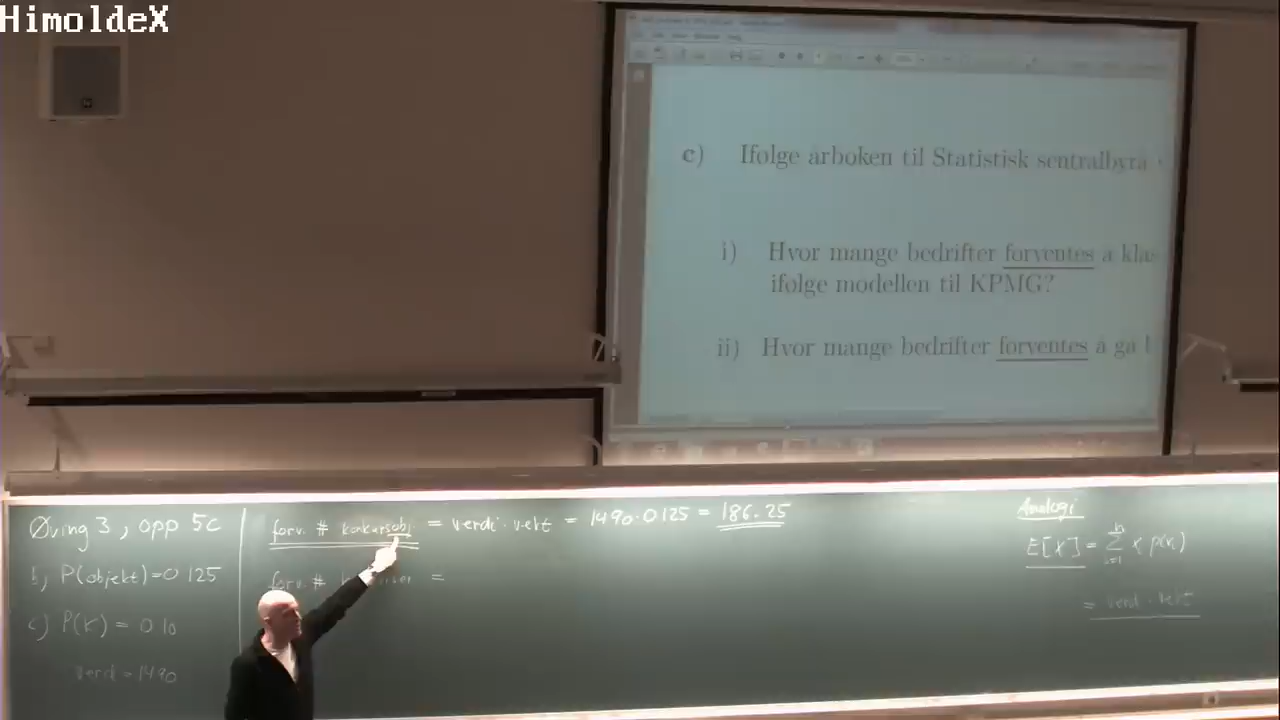 HimoldeX
c) Ifølge årboken til Statistisk sentralbyrå
i) Hvor mange bedrifter forventes å kla
ifølge modellen til KPMG?
ii) Hvor mange bedrifter forventes å gå
Øving 3, opp 5c
b) P(objekt)=0 125
c) P(K) = 0 10
verdi = 1490
forv. # konkursobj = verdi · vekt = 1490 · 0 125 = 186.25
forv. # =
Analogi
E[X] = Σ xᵢ p(xᵢ)
= verdi · vekt